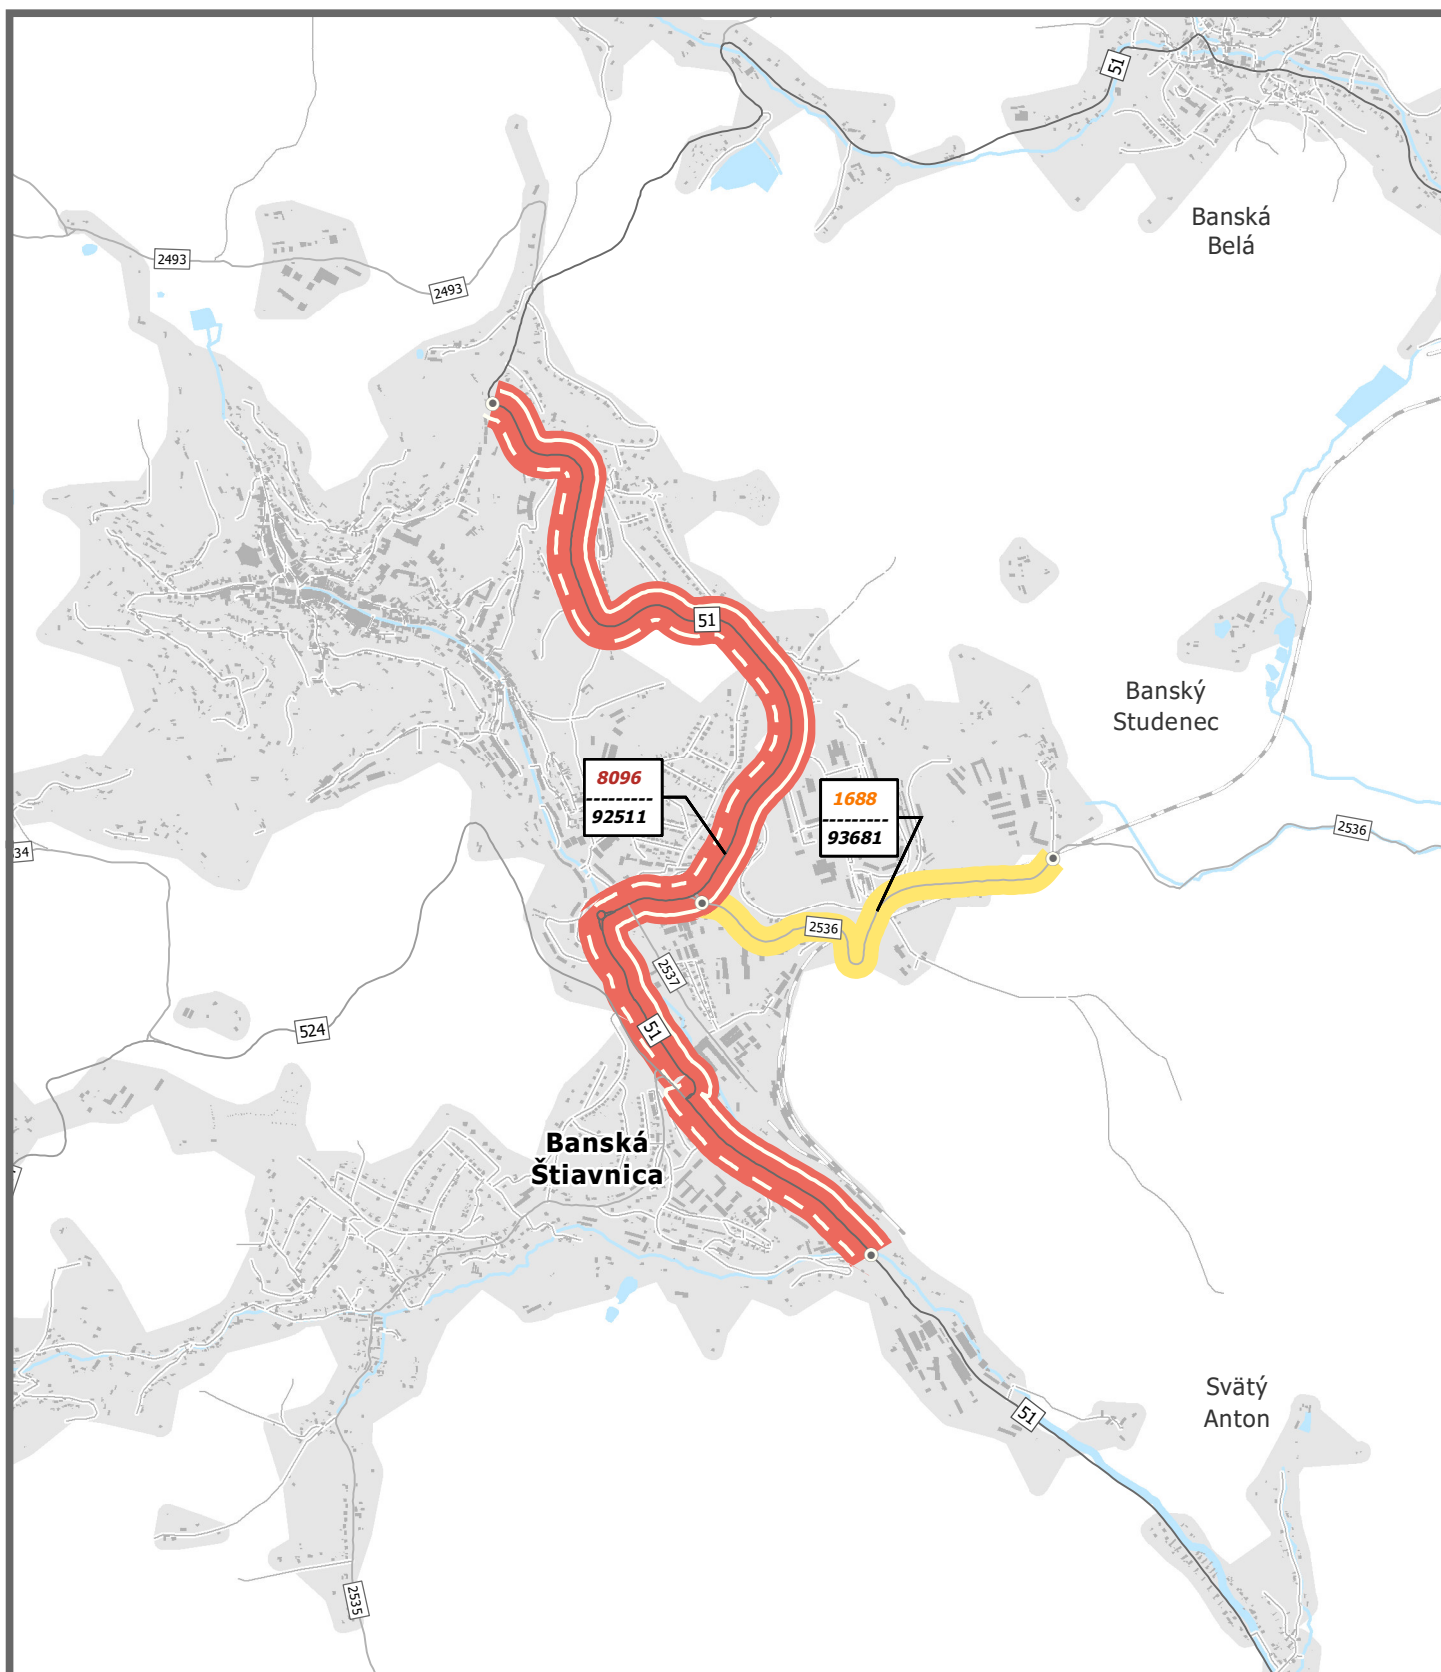 51
Banská
Belá
2493
2493
51
Banský
Studenec
8096
----------
92511
1688
----------
93681
2536
34
2536
2537
51
524
Banská
Štiavnica
Svätý
Anton
51
2535